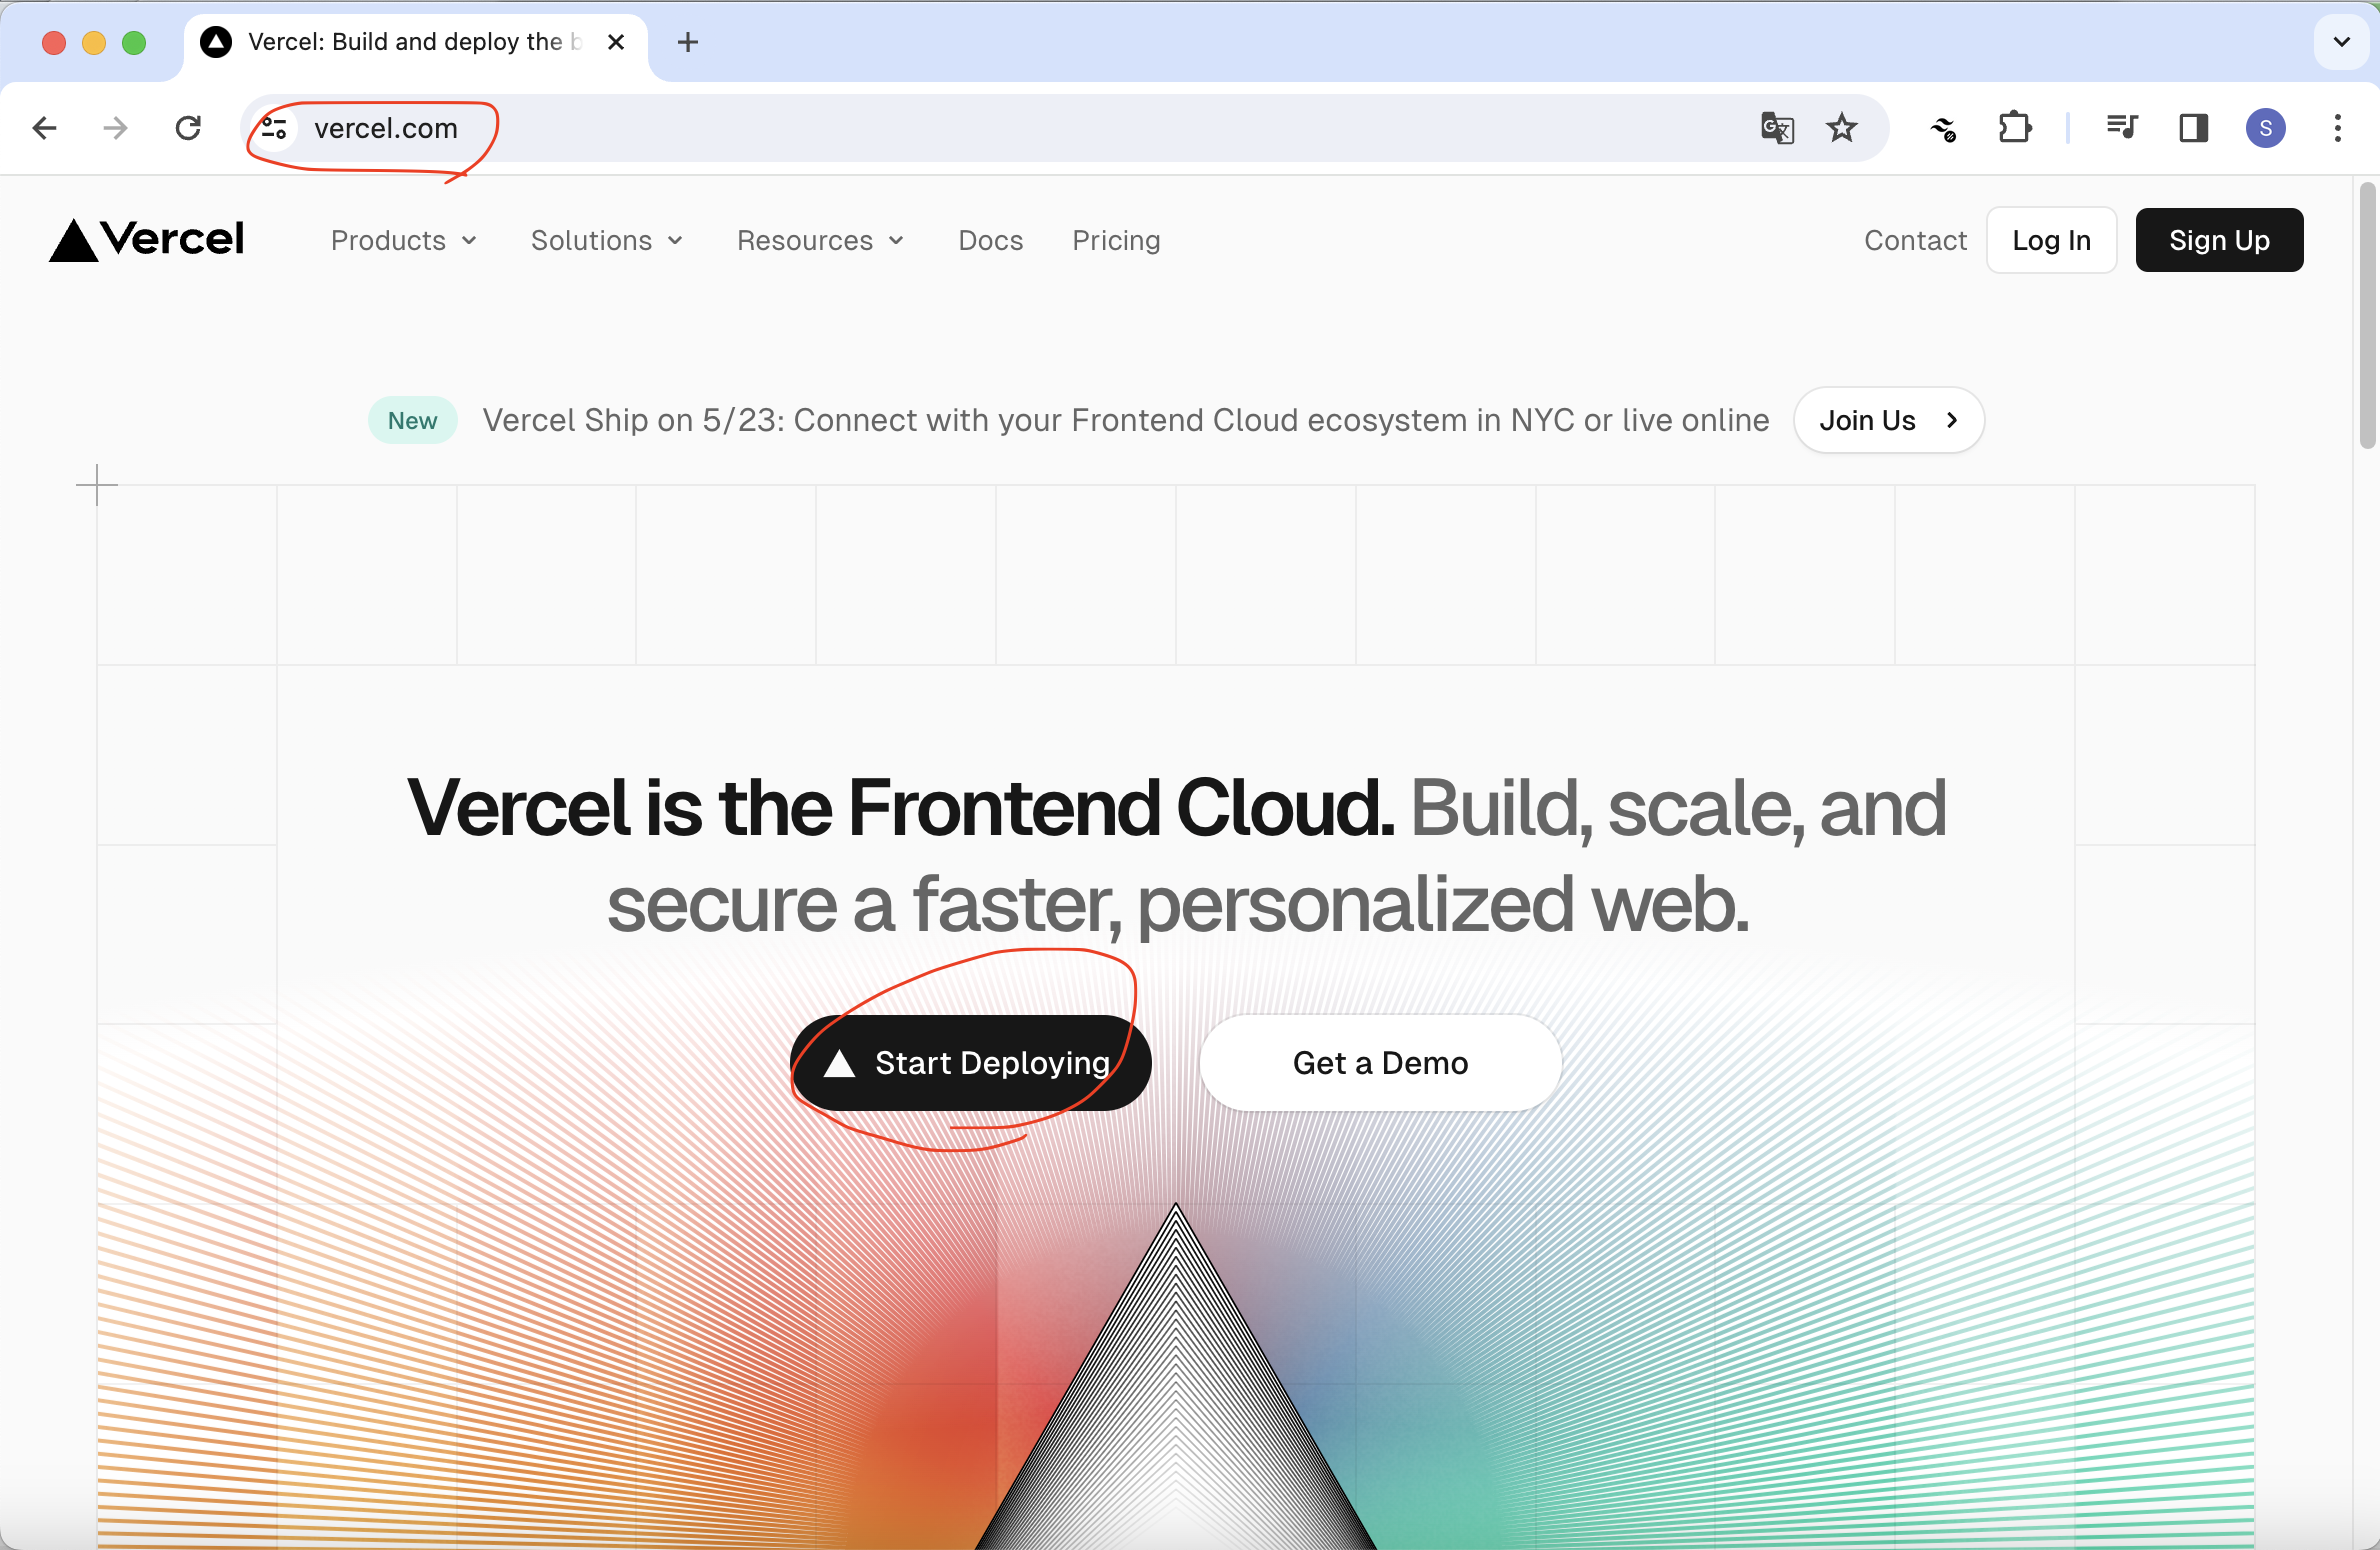 Vercel: Build and deploy the b
vercel.com
S
Vercel
Products
Solutions
Resources
Docs
Pricing
Contact
Log In
Sign Up
New
Vercel Ship on 5/23: Connect with your Frontend Cloud ecosystem in NYC or live online
Join Us
Vercel is the Frontend Cloud. Build, scale, and
secure a faster, personalized web.
Start Deploying
Get a Demo